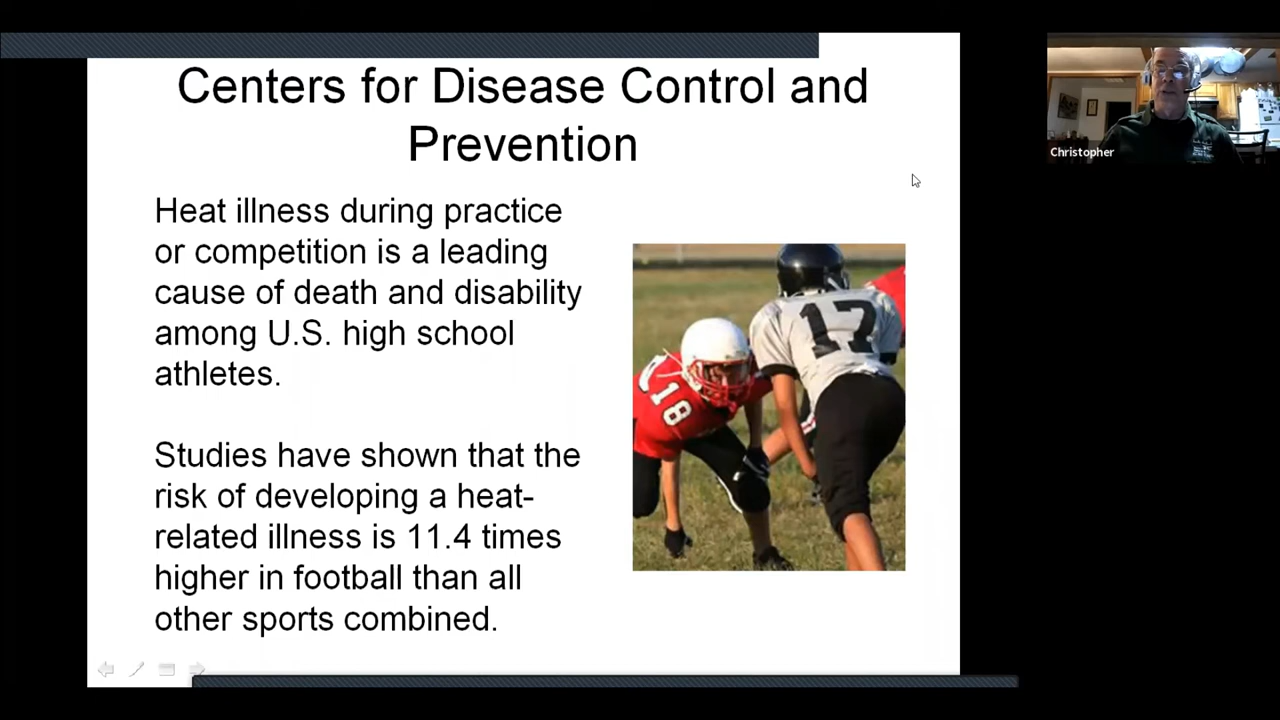 Centers for Disease Control and
Prevention
Heat illness during practice
or competition is a leading
cause of death and disability
among U.S. high school
athletes.
Studies have shown that the
risk of developing a heat-
related illness is 11.4 times
higher in football than all
other sports combined.
17
18
Christopher